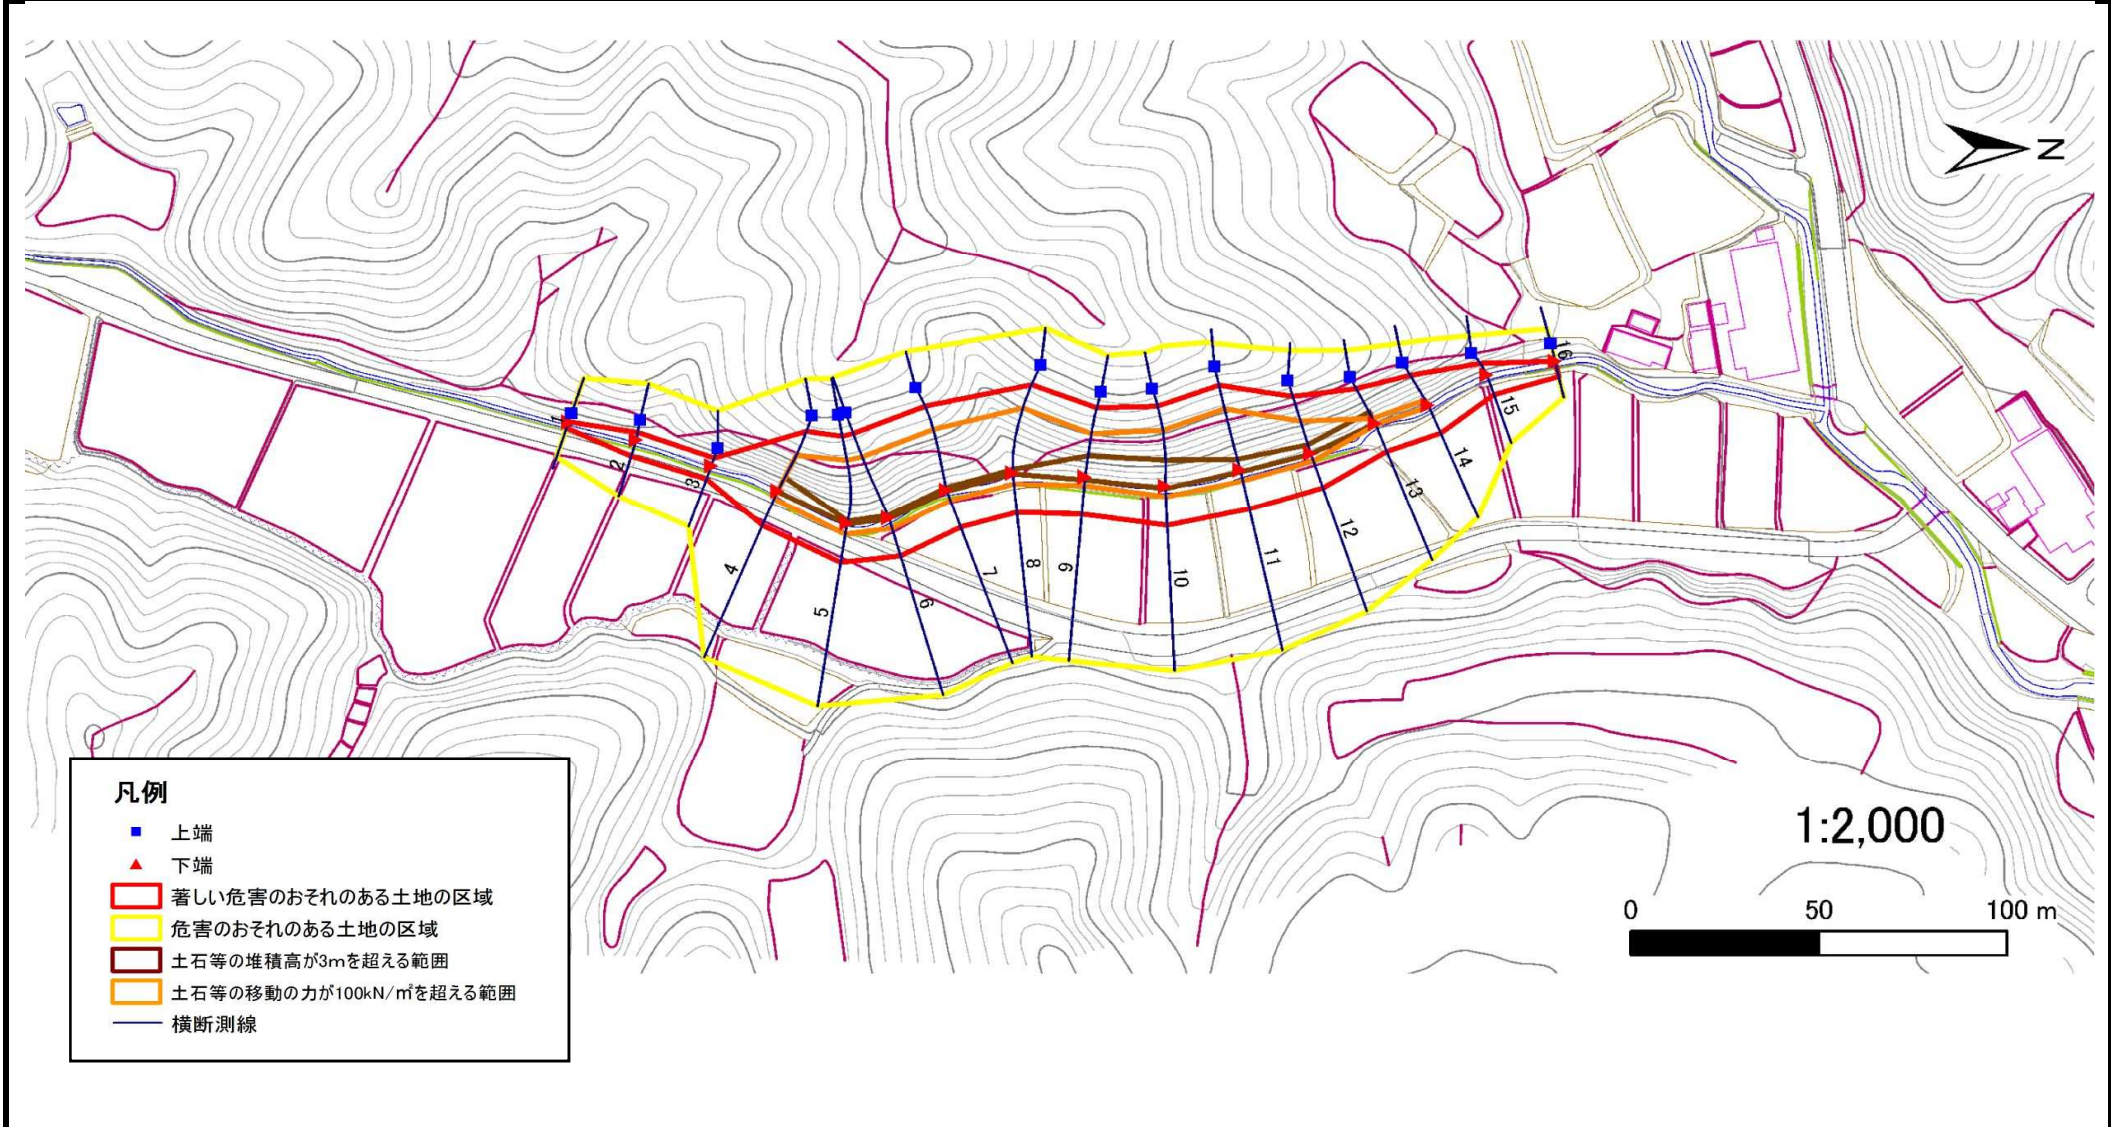 N
1
2
3
4
5
6
7
8
9
10
11
12
13
14
15
16
凡例
上端
下端
著しい危害のおそれのある土地の区域
危害のおそれのある土地の区域
土石等の堆積高が3mを超える範囲
土石等の移動の力が100kN/㎡を超える範囲
横断測線
1:2,000
0 50 100 m